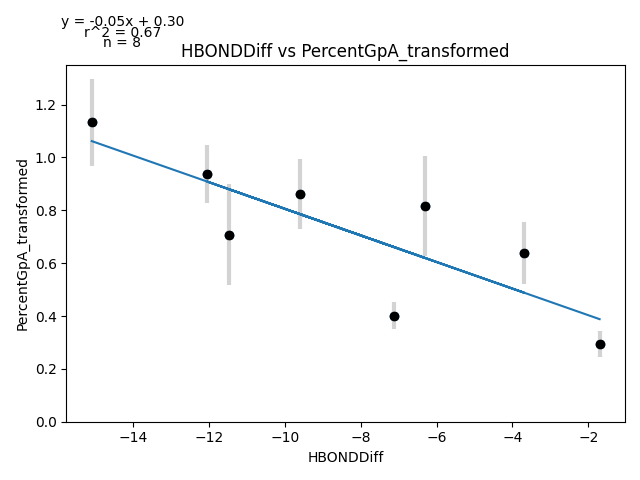 y = -0.05x + 0.30
r^2 = 0.67
n = 8
HBONDDiff vs PercentGpA_transformed
PercentGpA_transformed
1.2
1.0
0.8
0.6
0.4
0.2
0.0
−14
−12
−10
−8
−6
−4
−2
HBONDDiff